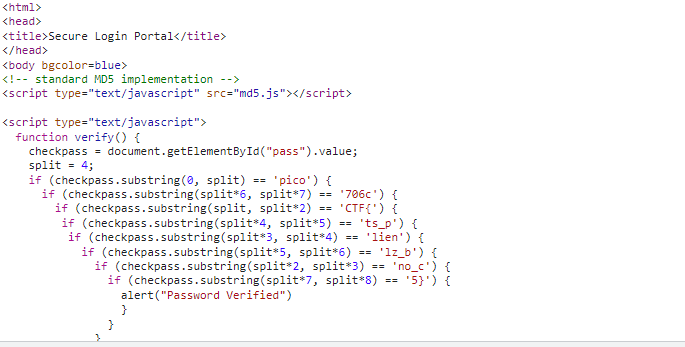 <html>
<head>
<title>Secure Login Portal</title>
</head>
<body bgcolor=blue>
<!-- standard MD5 implementation -->
<script type="text/javascript" src="md5.js"></script>

<script type="text/javascript">
  function verify() {
    checkpass = document.getElementById("pass").value;
    split = 4;
    if (checkpass.substring(0, split) == 'pico') {
      if (checkpass.substring(split*6, split*7) == '706c') {
        if (checkpass.substring(split, split*2) == 'CTF{') {
         if (checkpass.substring(split*4, split*5) == 'ts_p') {
          if (checkpass.substring(split*3, split*4) == 'lien') {
            if (checkpass.substring(split*5, split*6) == 'lz_b') {
              if (checkpass.substring(split*2, split*3) == 'no_c') {
                if (checkpass.substring(split*7, split*8) == '5}') {
                  alert("Password Verified")
                  }
                }
              }